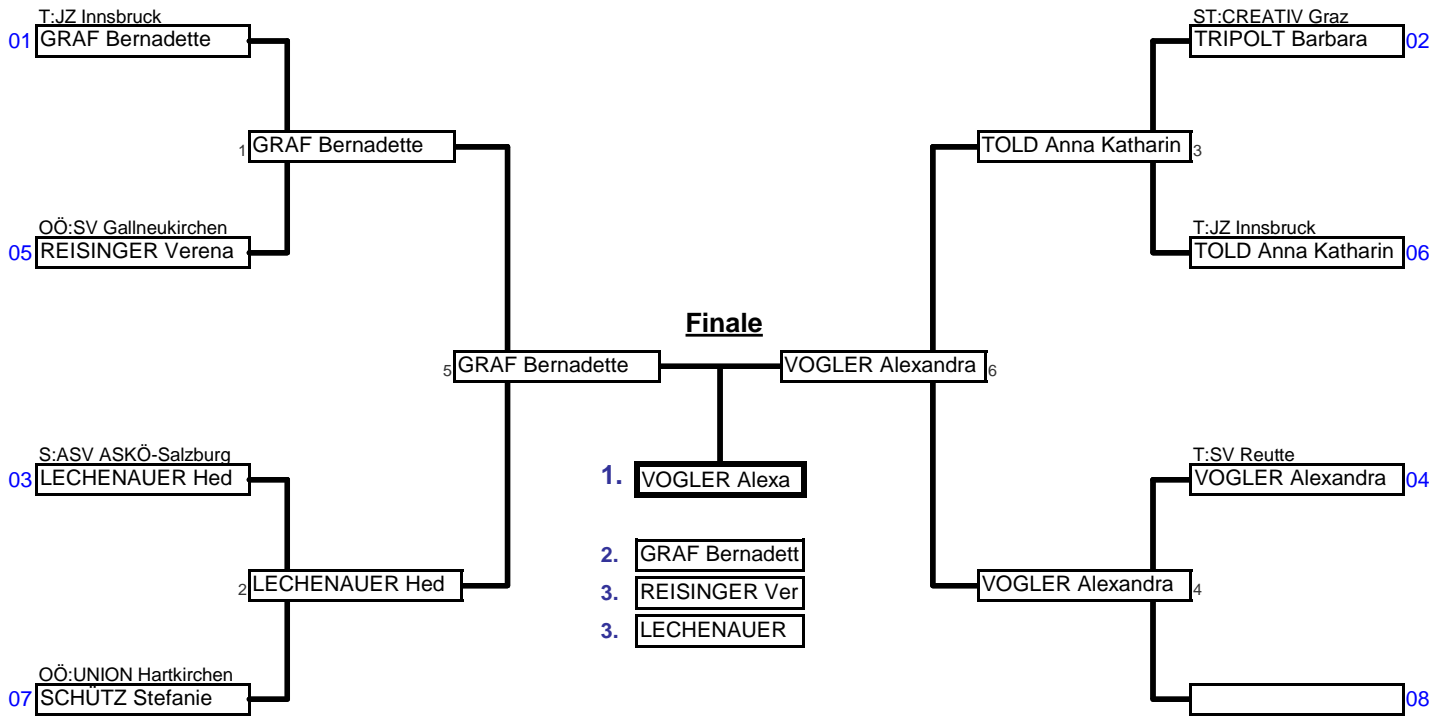 T:JZ Innsbruck
01 GRAF Bernadette
1 GRAF Bernadette
OÖ:SV Gallneukirchen
05 REISINGER Verena
5 GRAF Bernadette
S:ASV ASKÖ-Salzburg
03 LECHENAUER Hed
2 LECHENAUER Hed
OÖ:UNION Hartkirchen
07 SCHÜTZ Stefanie
Finale
1. VOGLER Alexa
2. GRAF Bernadett
3. REISINGER Ver
3. LECHENAUER
ST:CREATIV Graz
TRIPOLT Barbara 02
TOLD Anna Katharin 3
T:JZ Innsbruck
TOLD Anna Katharin 06
VOGLER Alexandra 6
T:SV Reutte
VOGLER Alexandra 04
VOGLER Alexandra 4
08